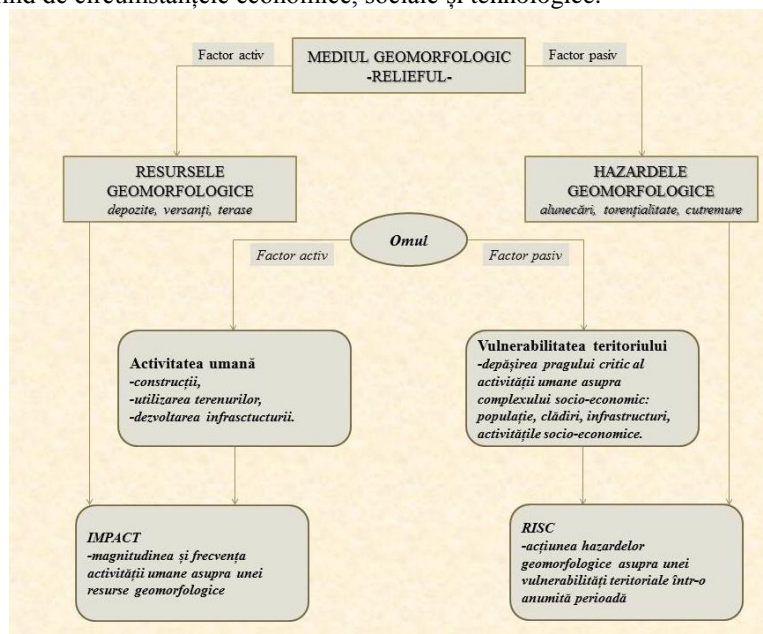 ind de circumstanțele economice, sociale și tehnologice.
Factor activ
MEDIUL GEOMORFOLOGIC
-RELIEFUL-
Factor pasiv
RESURSELE
GEOMORFOLOGICE
depozite, versanți, terase
HAZARDELE
GEOMORFOLOGICE
alunecări, torențialitate, cutremure
Omul
Factor activ
Factor pasiv
Activitatea umană
-construcții,
-utilizarea terenurilor,
-dezvoltarea infrasctucturii.
Vulnerabilitatea teritoriului
-depășirea pragului critic al
activității umane asupra
complexului socio-economic:
populație, clădiri, infrastructuri,
activitățile socio-economice.
IMPACT
-magnitudinea și frecvența
activității umane asupra unei
resurse geomorfologice
RISC
-acțiunea hazardelor
geomorfologice asupra unei
vulnerabilități teritoriale într-o
anumită perioadă